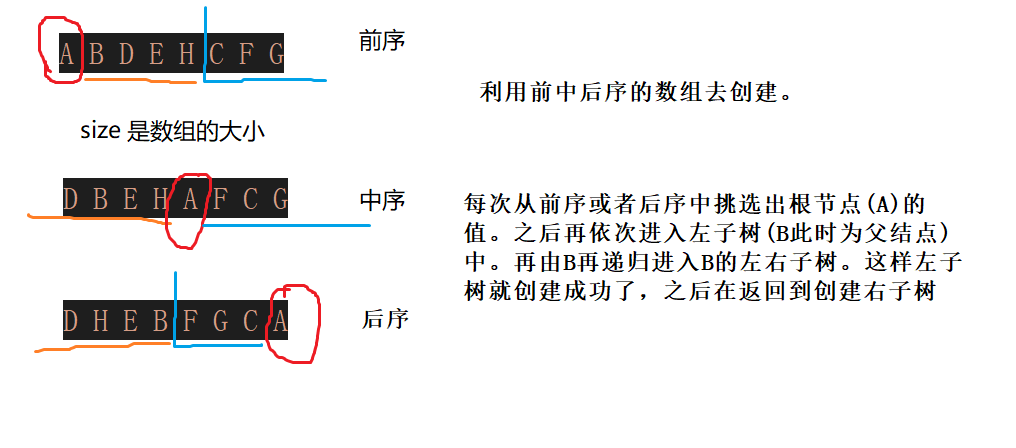 A B D E H C F G 前序
利用前中后序的数组去创建。
size 是数组的大小
D B E H A F C G 中序
每次从前序或者后序中挑选出根节点(A)的
值。之后再依次进入左子树(B此时为父结点)
中。再由B再递归进入B的左右子树。这样左子
树就创建成功了，之后在返回到创建右子树
D H E B F G C A 后序